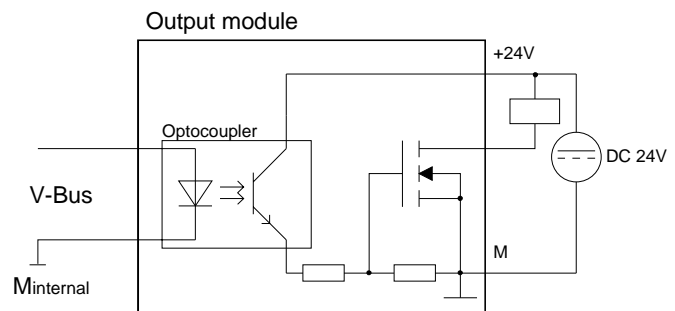 Output module
+24V
Optocoupler
DC 24V
V-Bus
M
Minternal